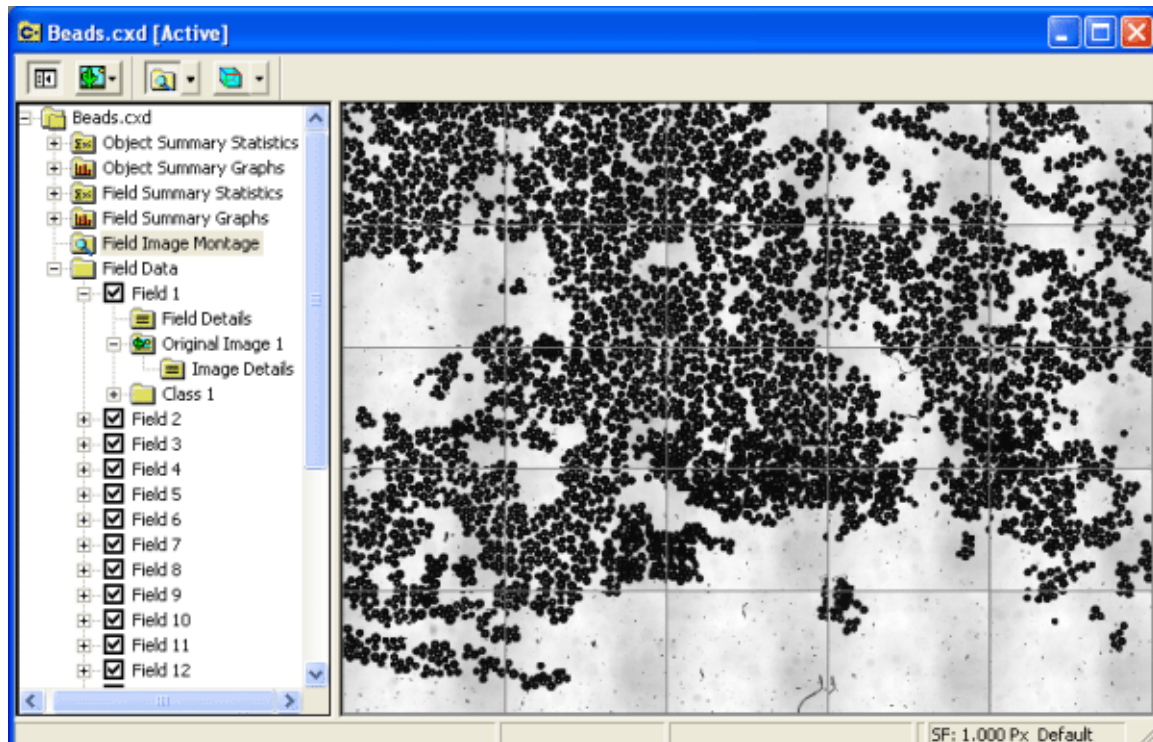 Beads.cxd [Active]
Beads.cxd
Object Summary Statistics
Object Summary Graphs
Field Summary Statistics
Field Summary Graphs
Field Image Montage
Field Data
Field 1
Field Details
Original Image 1
Image Details
Class 1
Field 2
Field 3
Field 4
Field 5
Field 6
Field 7
Field 8
Field 9
Field 10
Field 11
Field 12
SF: 1.000 Px Default